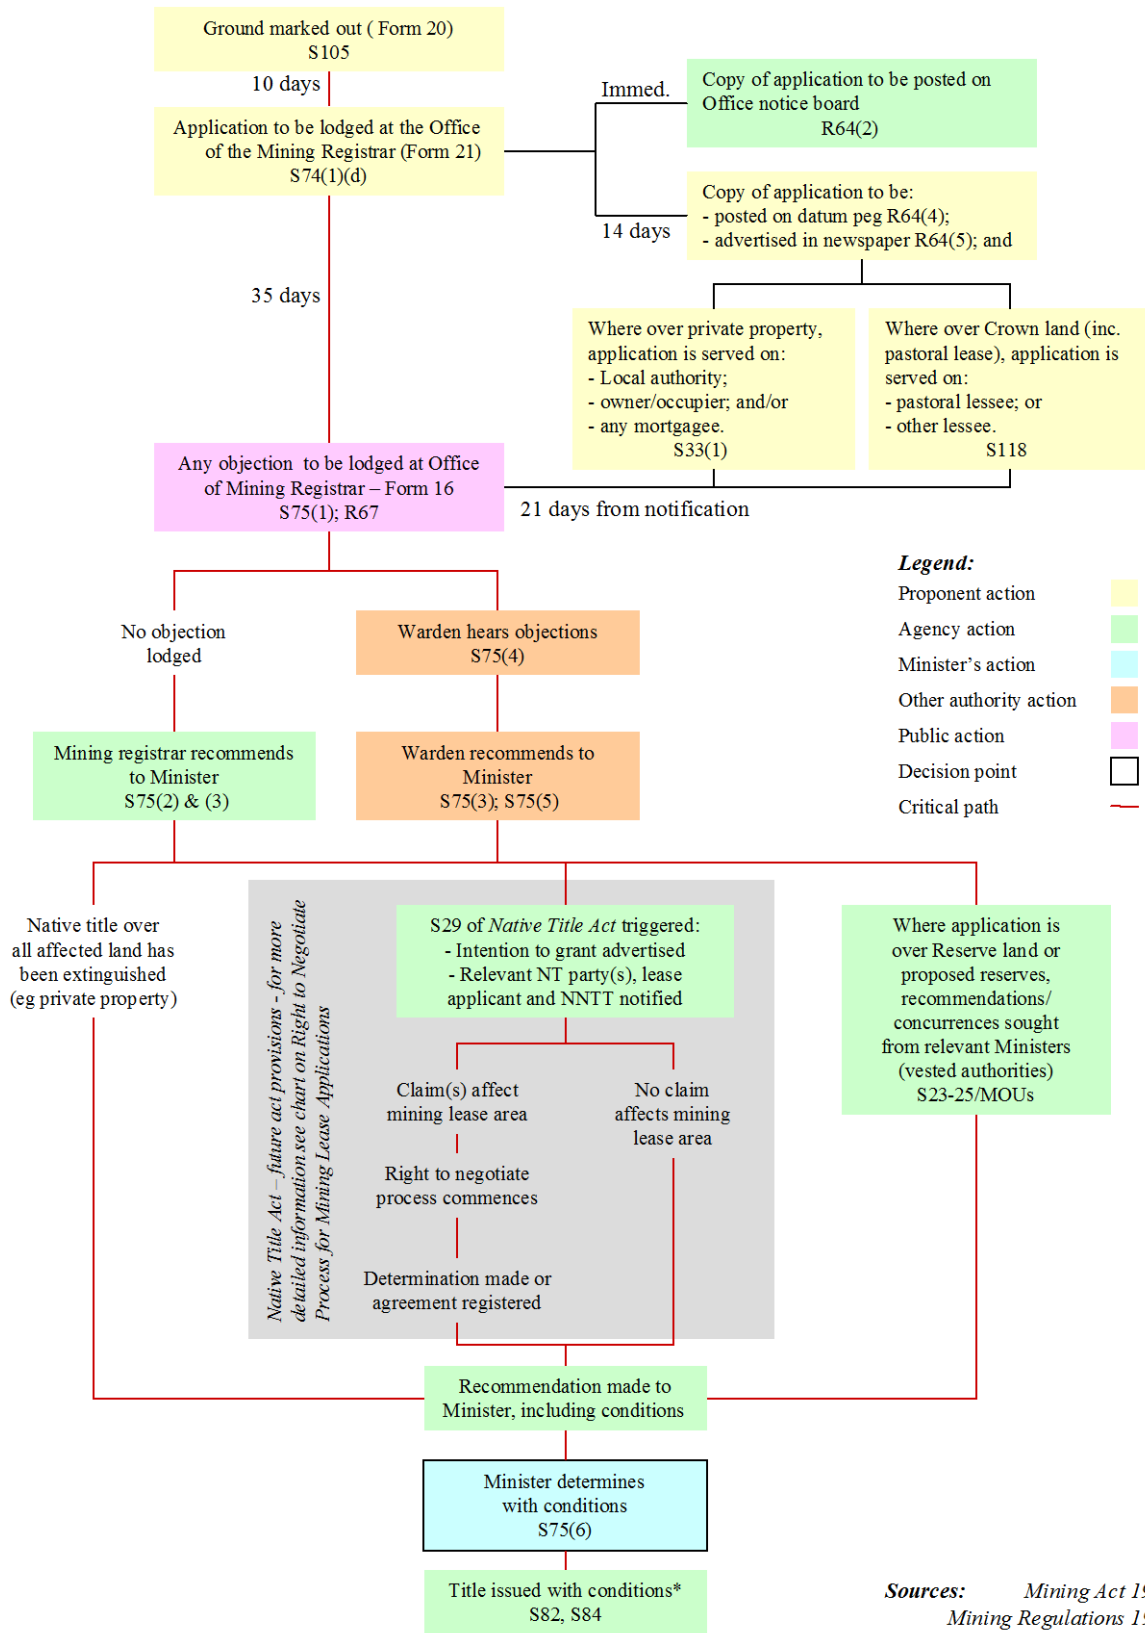 Ground marked out ( Form 20)
S105
10 days
Application to be lodged at the Office
of the Mining Registrar (Form 21)
S74(1)(d)
Immed.
Copy of application to be posted on
Office notice board
R64(2)
14 days
Copy of application to be:
- posted on datum peg R64(4);
- advertised in newspaper R64(5); and
35 days
Where over private property,
application is served on:
- Local authority;
- owner/occupier; and/or
- any mortgagee.
S33(1)
Where over Crown land (inc.
pastoral lease), application is
served on:
- pastoral lessee; or
- other lessee.
S118
Any objection to be lodged at Office
of Mining Registrar – Form 16
S75(1); R67
21 days from notification
Legend:
Proponent action
Agency action
Minister’s action
Other authority action
Public action
Decision point
Critical path
No objection
lodged
Warden hears objections
S75(4)
Mining registrar recommends
to Minister
S75(2) & (3)
Warden recommends to
Minister
S75(3); S75(5)
Native title over
all affected land has
been extinguished
(eg private property)
Native Title Act – future act provisions - for more
detailed information see chart on Right to Negotiate
Process for Mining Lease Applications
S29 of Native Title Act triggered:
- Intention to grant advertised
- Relevant NT party(s), lease
applicant and NNTT notified
Where application is
over Reserve land or
proposed reserves,
recommendations/
concurrences sought
from relevant Ministers
(vested authorities)
S23-25/MOUs
Claim(s) affect
mining lease area
No claim
affects mining
lease area
Right to negotiate
process commences
Determination made or
agreement registered
Recommendation made to
Minister, including conditions
Minister determines
with conditions
S75(6)
Title issued with conditions*
S82, S84
Sources: Mining Act
Mining Regulations